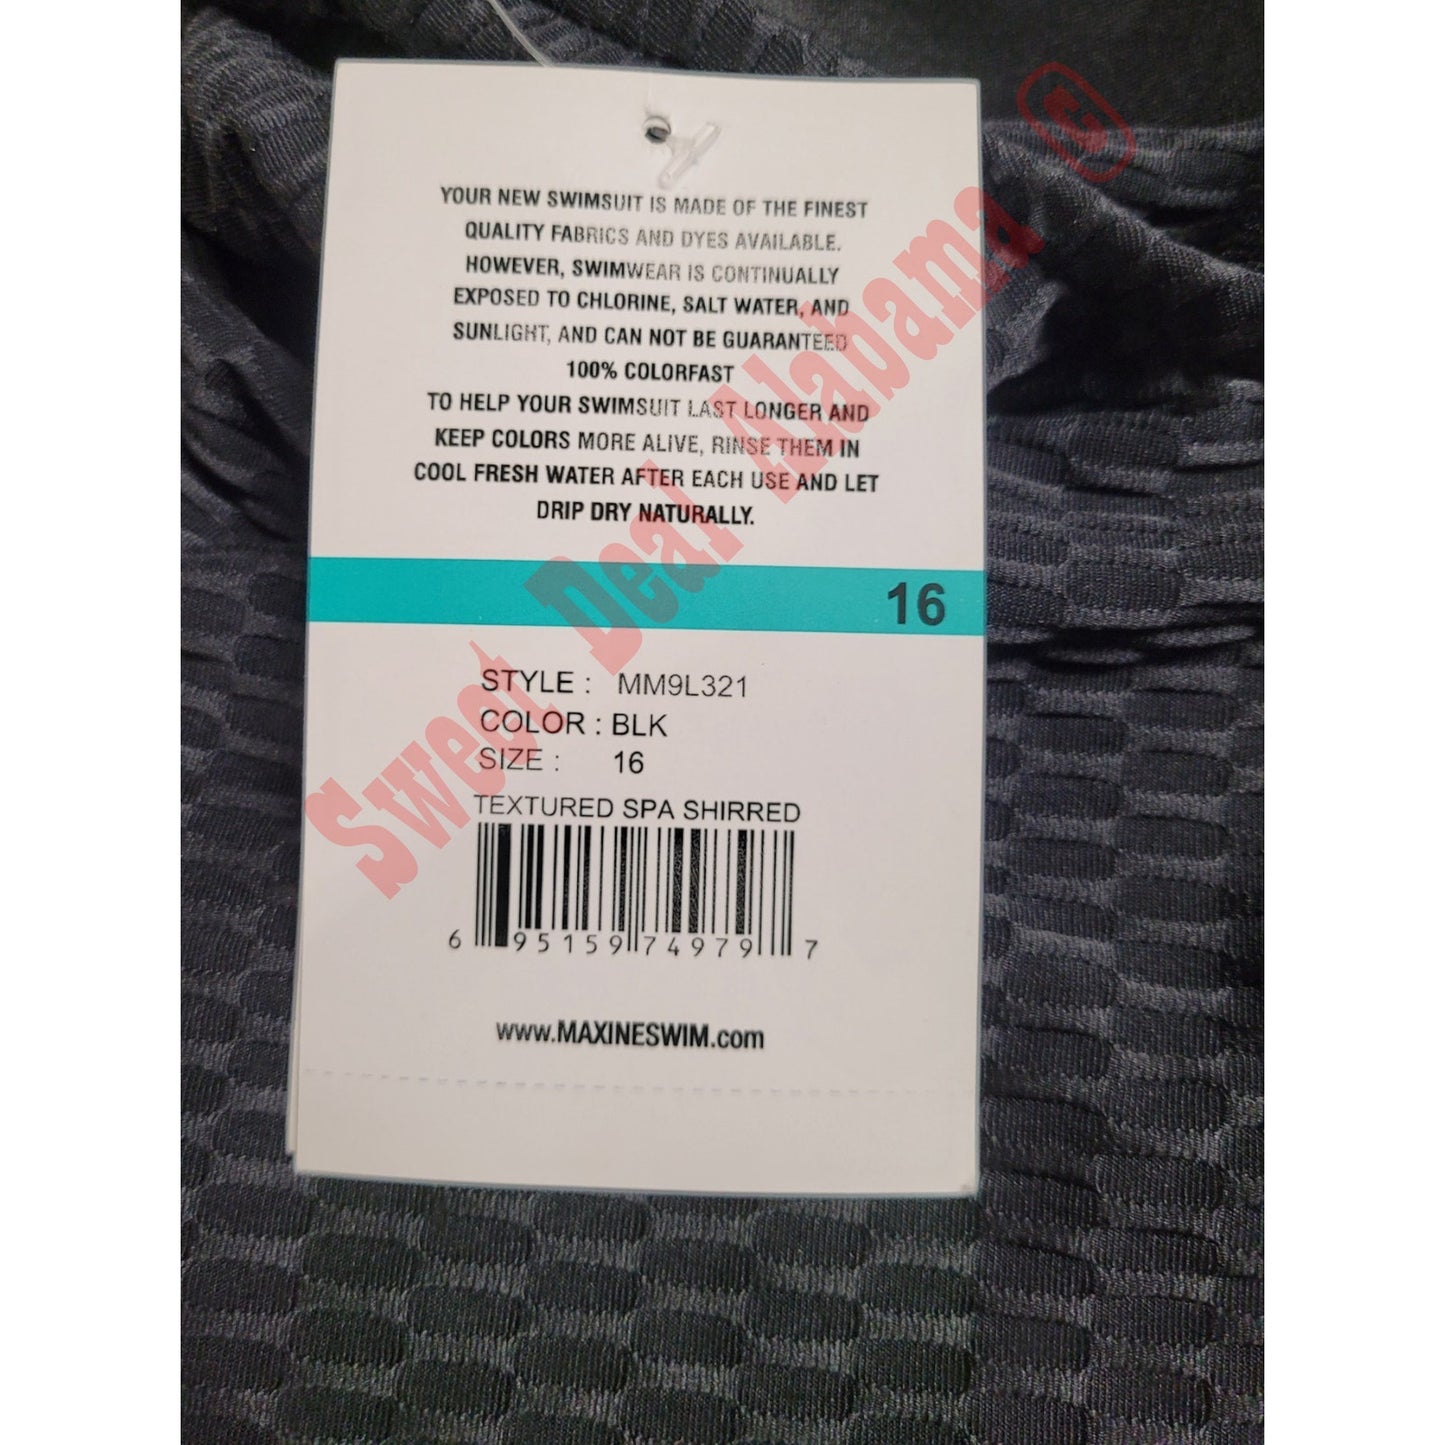 YOUR NEW SWIMSUIT IS MADE OF THE FINEST
QUALITY FABRICS AND DYES AVAILABLE.
HOWEVER, SWIMWEAR IS CONTINUALLY
EXPOSED TO CHLORINE, SALT WATER, AND
SUNLIGHT, AND CAN NOT BE GUARANTEED
100% COLORFAST
TO HELP YOUR SWIMSUIT LAST LONGER AND
KEEP COLORS MORE ALIVE, RINSE THEM IN
COOL FRESH WATER AFTER EACH USE AND LET
DRIP DRY NATURALLY.
16
STYLE : MM9L321
COLOR : BLK
SIZE : 16
TEXTURED SPA SHIRRED
6 95159 74979 7
www.MAXINESWIM.com
Sweet Deal Alabama ©